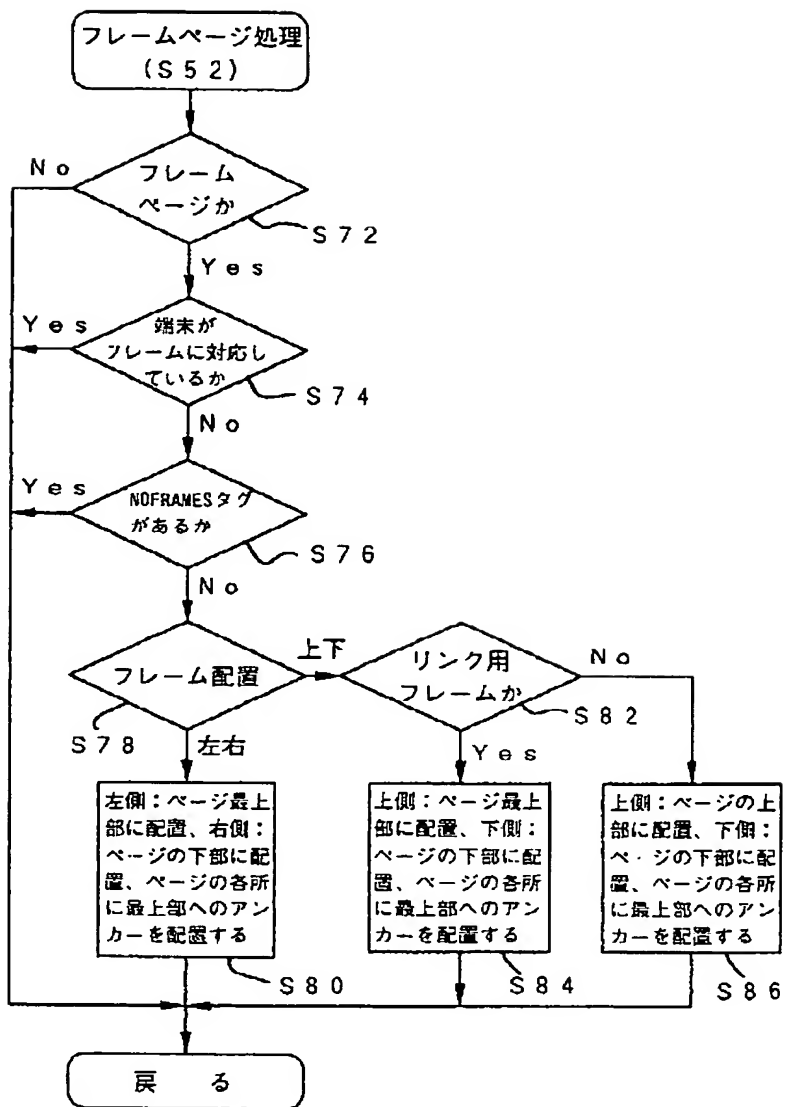 フレームページ処理
(S52)
No
フレーム
ページか
S72
Yes
Yes
端末が
フレームに対応し
ているか
S74
No
Yes
NOFRAMESタグ
があるか
S76
No
フレーム配置
上下
リンク用
フレームか
No
S78
S82
左右
Yes
左側：ページ最上
部に配置、右側：
ページの下部に配
置、ページの各所
に最上部へのアン
カーを配置する
S80
上側：ページ最上
部に配置、下側：
ページの下部に配
置、ページの各所
に最上部へのアン
カーを配置する
S84
上側：ページの上
部に配置、下側：
ページの下部に配
置、ページの各所
に最上部へのアン
カーを配置する
S86
戻る